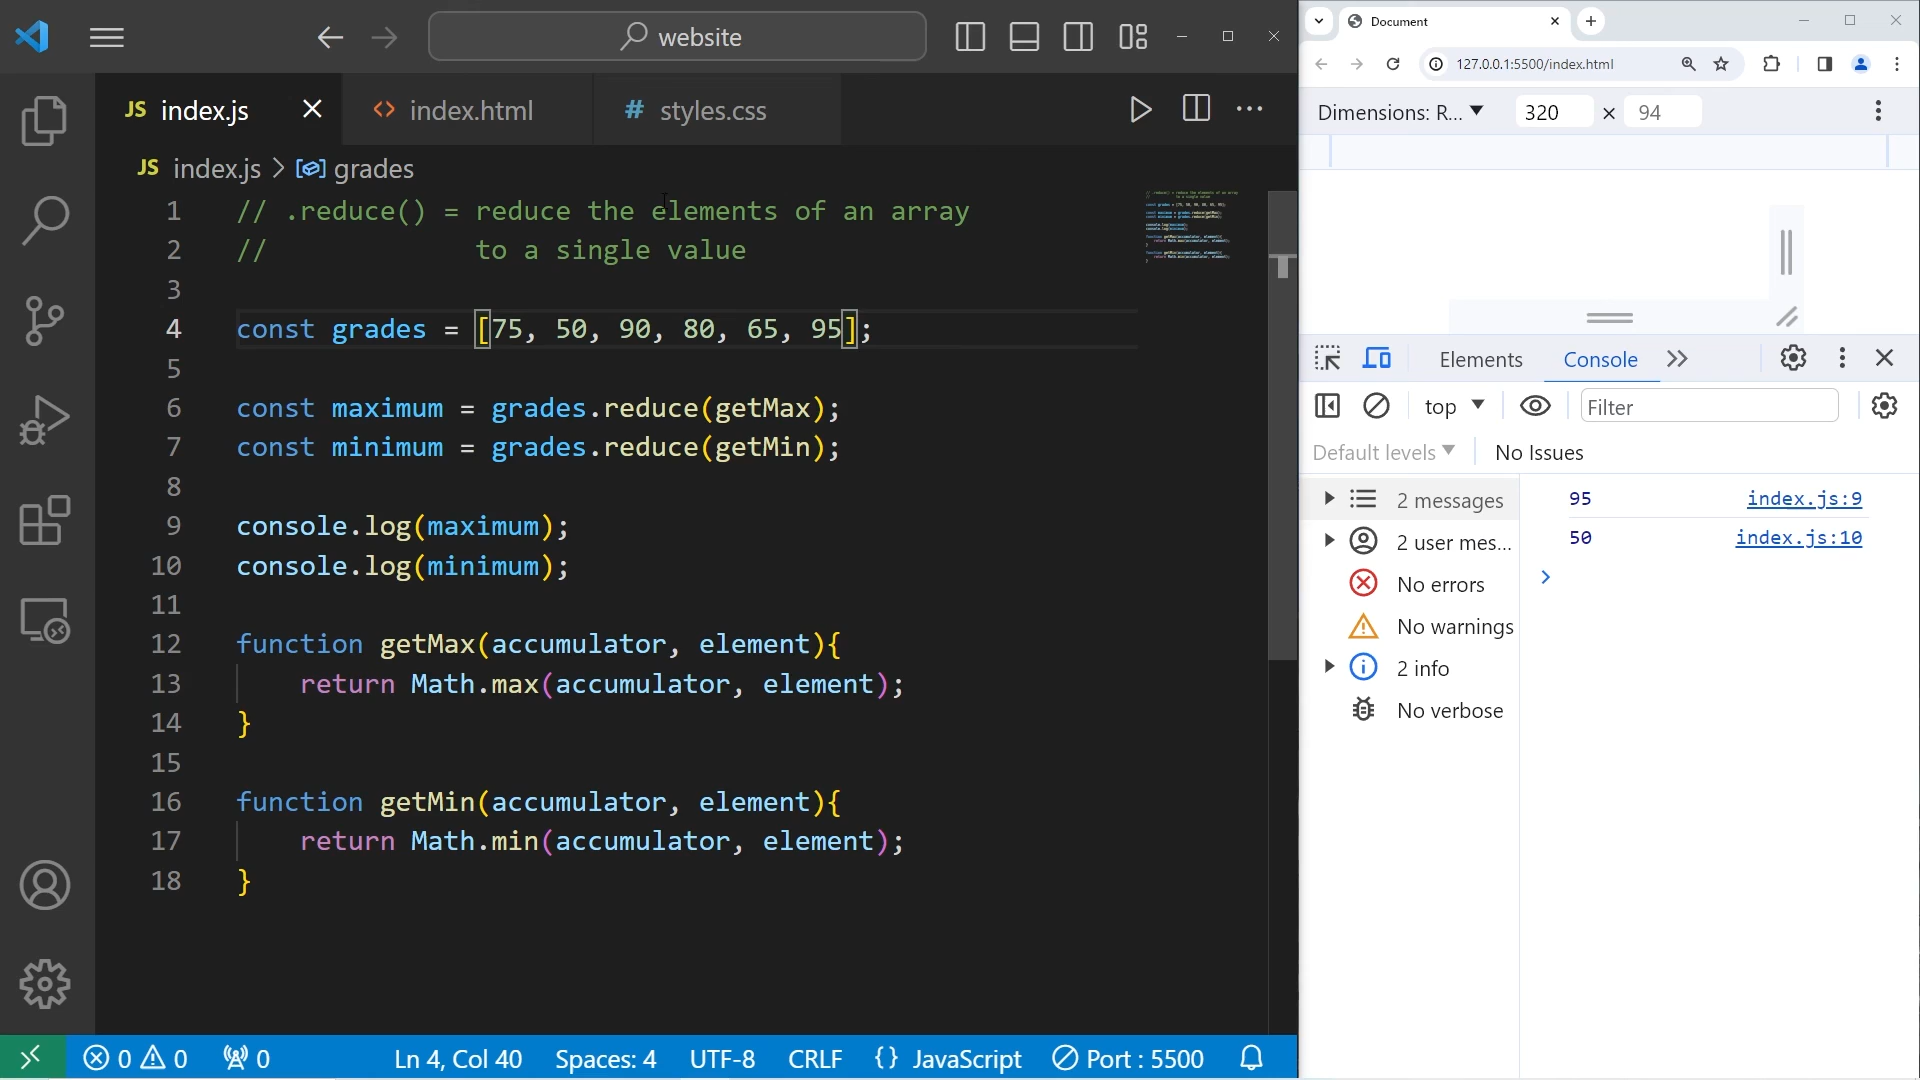 website
JS index.js
<> index.html
# styles.css
JS index.js > grades
1 // .reduce() = reduce the elements of an array
2 // to a single value
3
4 const grades = [75, 50, 90, 80, 65, 95];
5
6 const maximum = grades.reduce(getMax);
7 const minimum = grades.reduce(getMin);
8
9 console.log(maximum);
10 console.log(minimum);
11
12 function getMax(accumulator, element){
13 return Math.max(accumulator, element);
14 }
15
16 function getMin(accumulator, element){
17 return Math.min(accumulator, element);
18 }
0 0 0 Ln 4, Col 40 Spaces: 4 UTF-8 CRLF {} JavaScript Port : 5500
Document
127.0.0.1:5500/index.html
Dimensions: R... 320 × 94
Elements Console
top Filter
Default levels No Issues
2 messages
2 user mes...
No errors
No warnings
2 info
No verbose
95 index.js:9
50 index.js:10